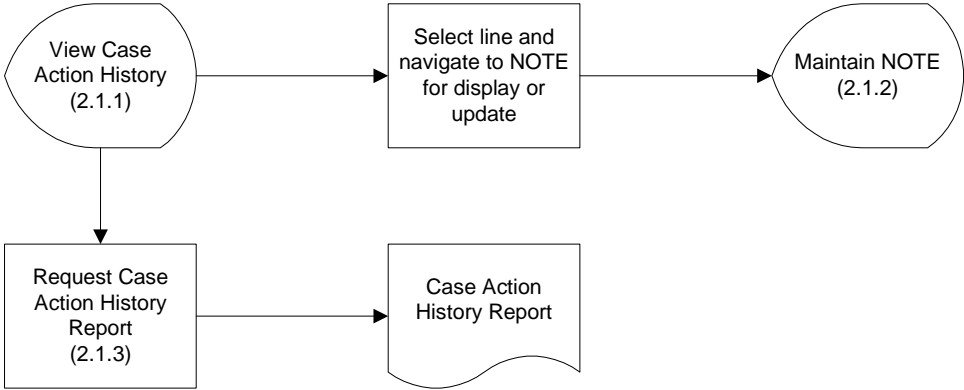 View Case
Action History
(2.1.1)
Select line and
navigate to NOTE
for display or
update
Maintain NOTE
(2.1.2)
Request Case
Action History
Report
(2.1.3)
Case Action
History Report